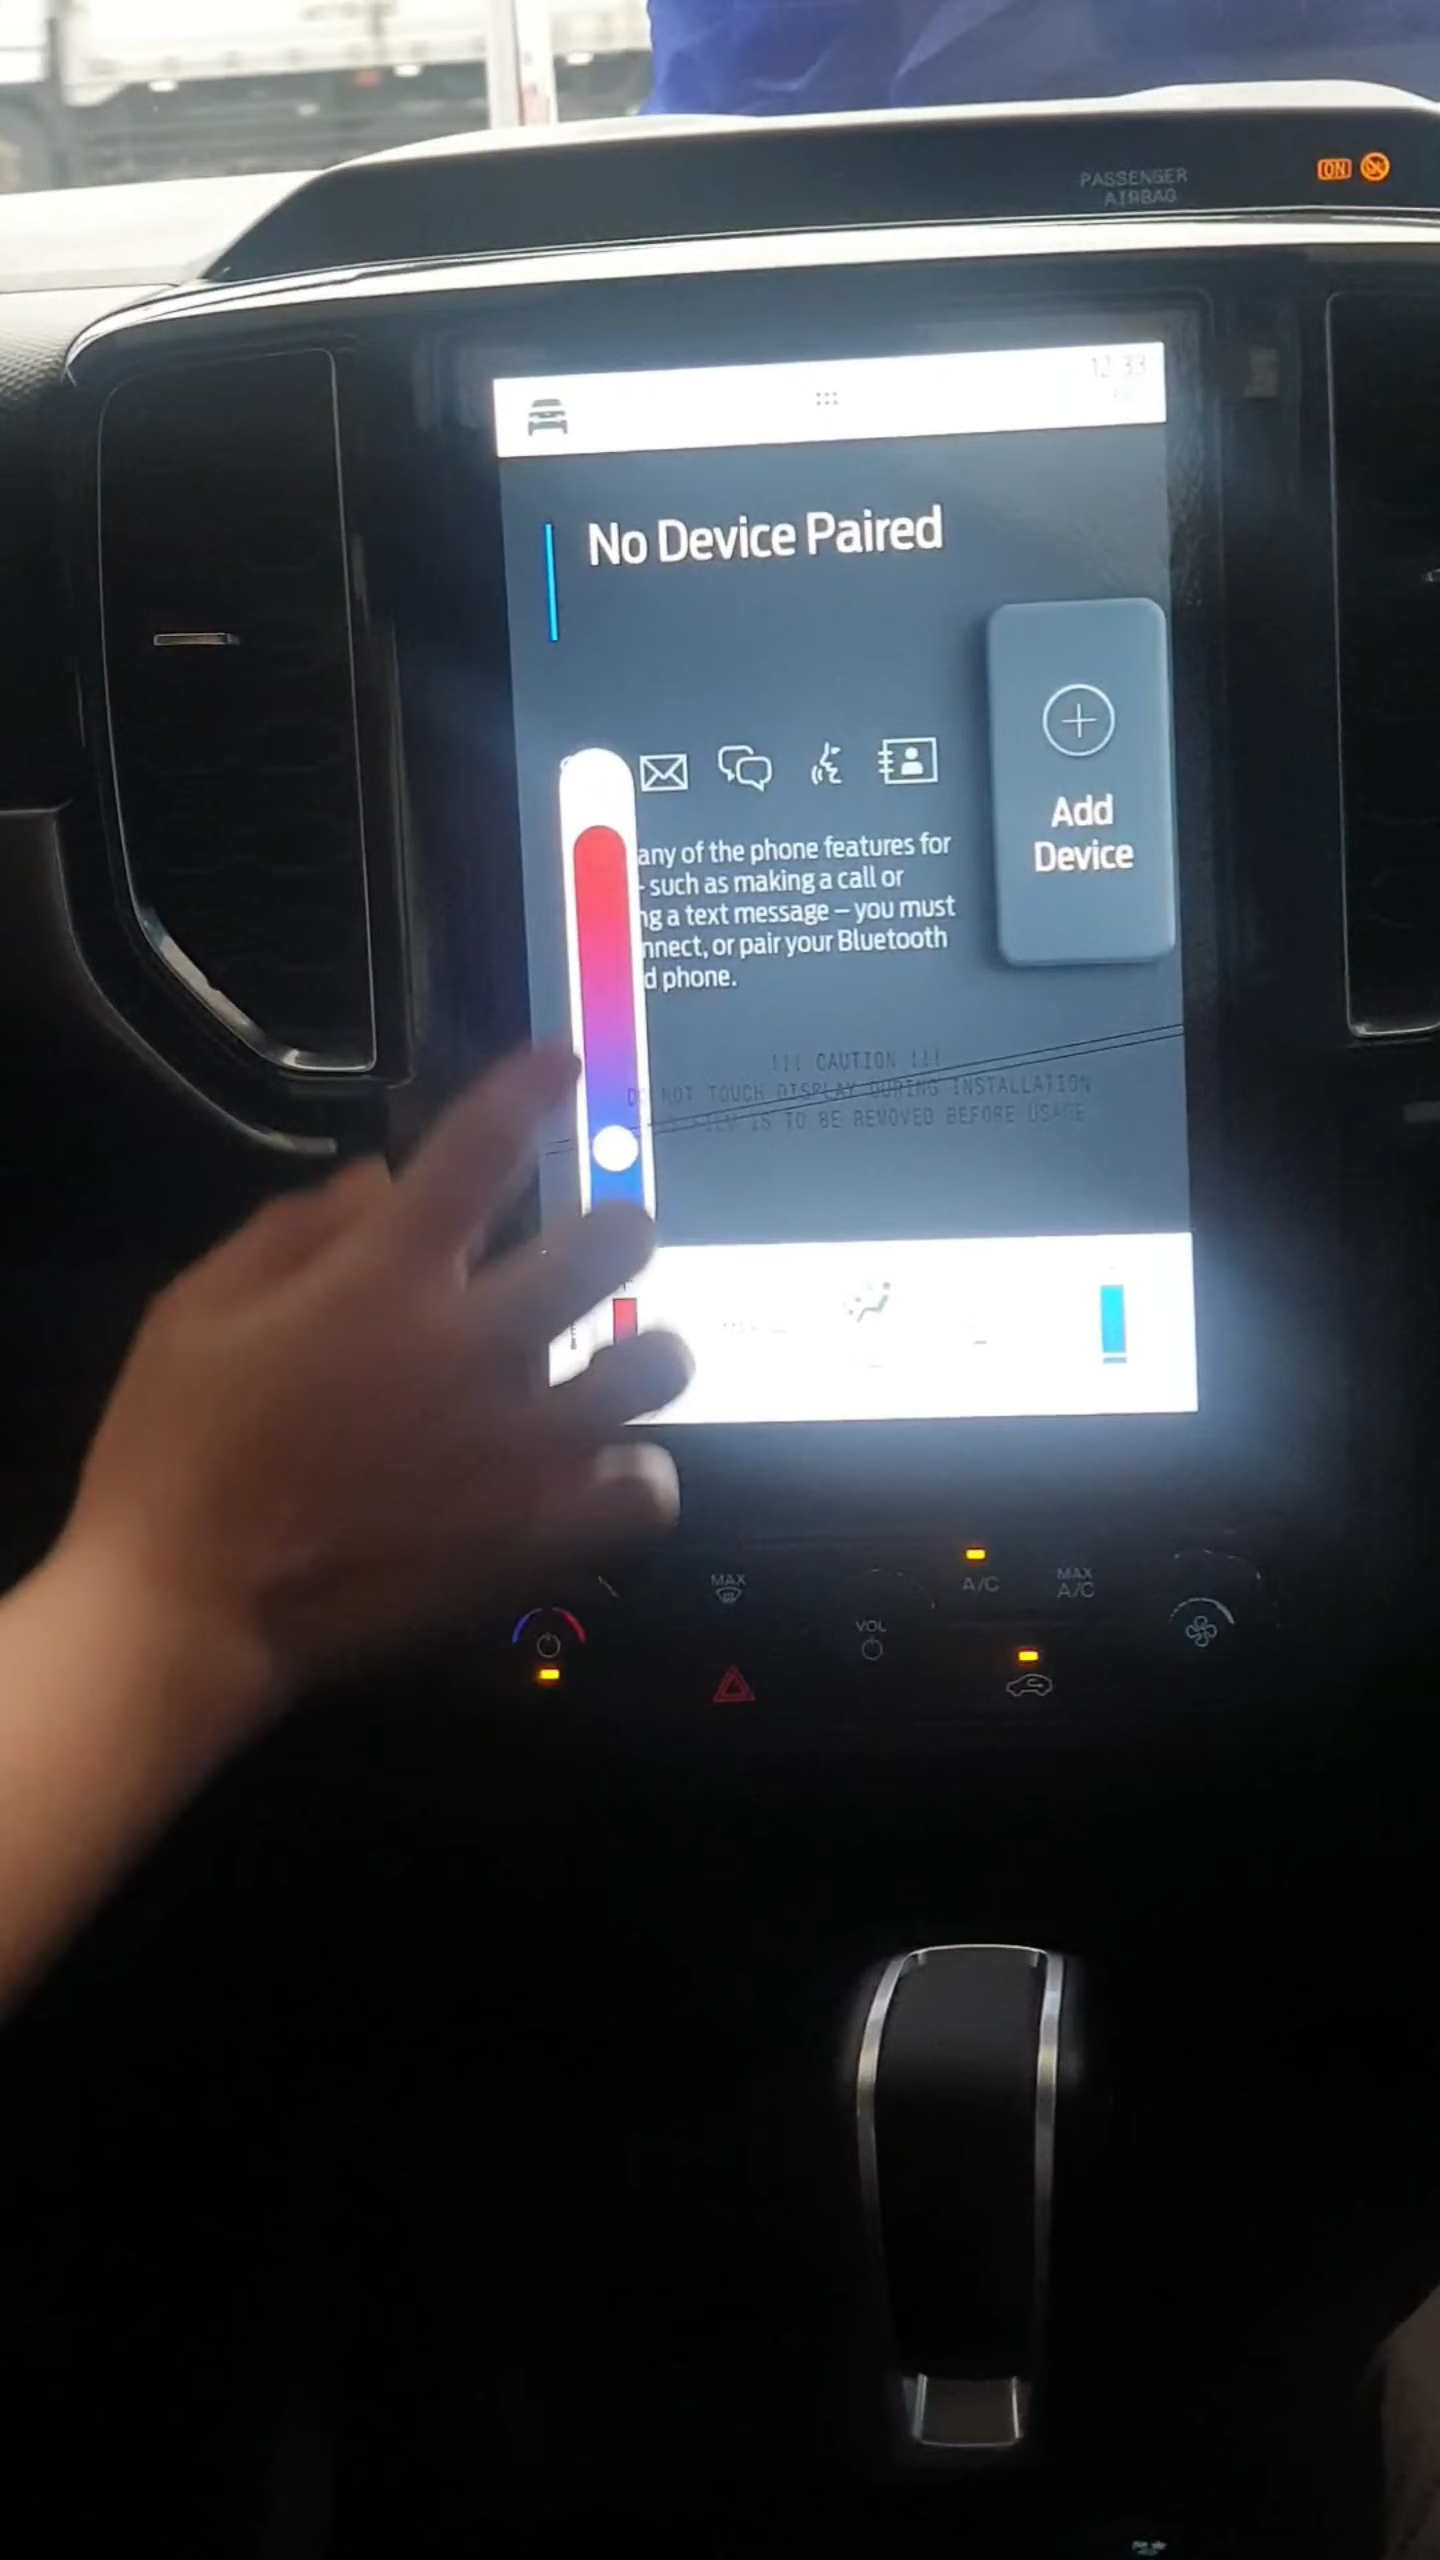 PASSENGER
AIRBAG
ON
12:33
No Device Paired
any of the phone features for
- such as making a call or
ng a text message – you must
nnect, or pair your Bluetooth
d phone.
Add
Device
!!! CAUTION !!!
DO NOT TOUCH DISPLAY DURING INSTALLATION
FILM IS TO BE REMOVED BEFORE USAGE
MAX
A/C
MAX
A/C
VOL